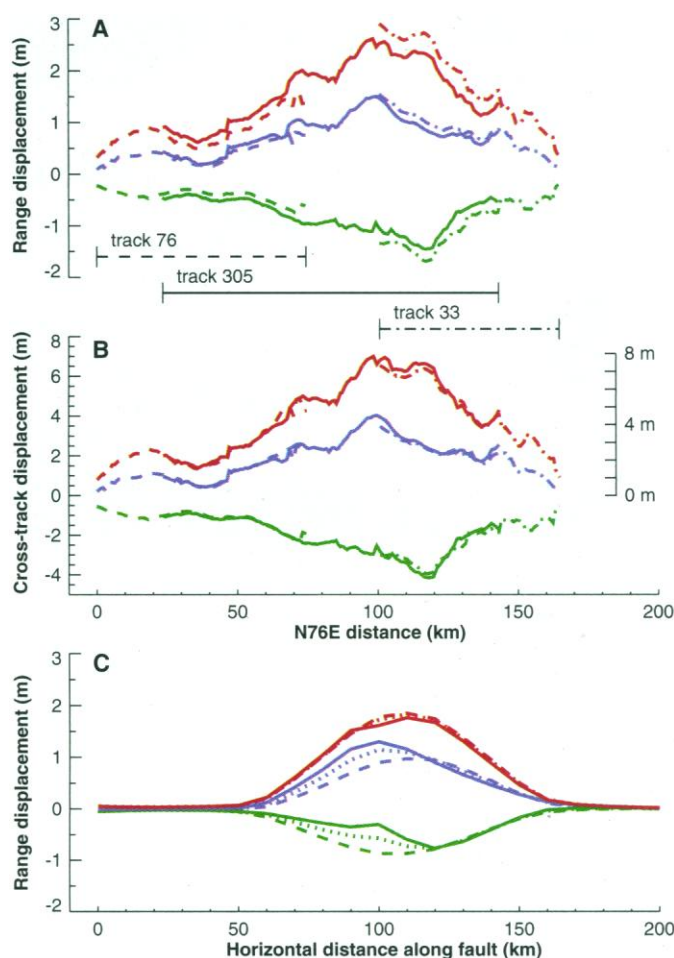 A
3
2
1
0
-1
-2
Range displacement (m)
track 76
track 305
track 33
B
8
6
4
2
0
-2
-4
Cross-track displacement (m)
8 m
4 m
0 m
0 50 100 150 200
N76E distance (km)
C
3
2
1
0
-1
-2
Range displacement (m)
0 50 100 150 200
Horizontal distance along fault (km)